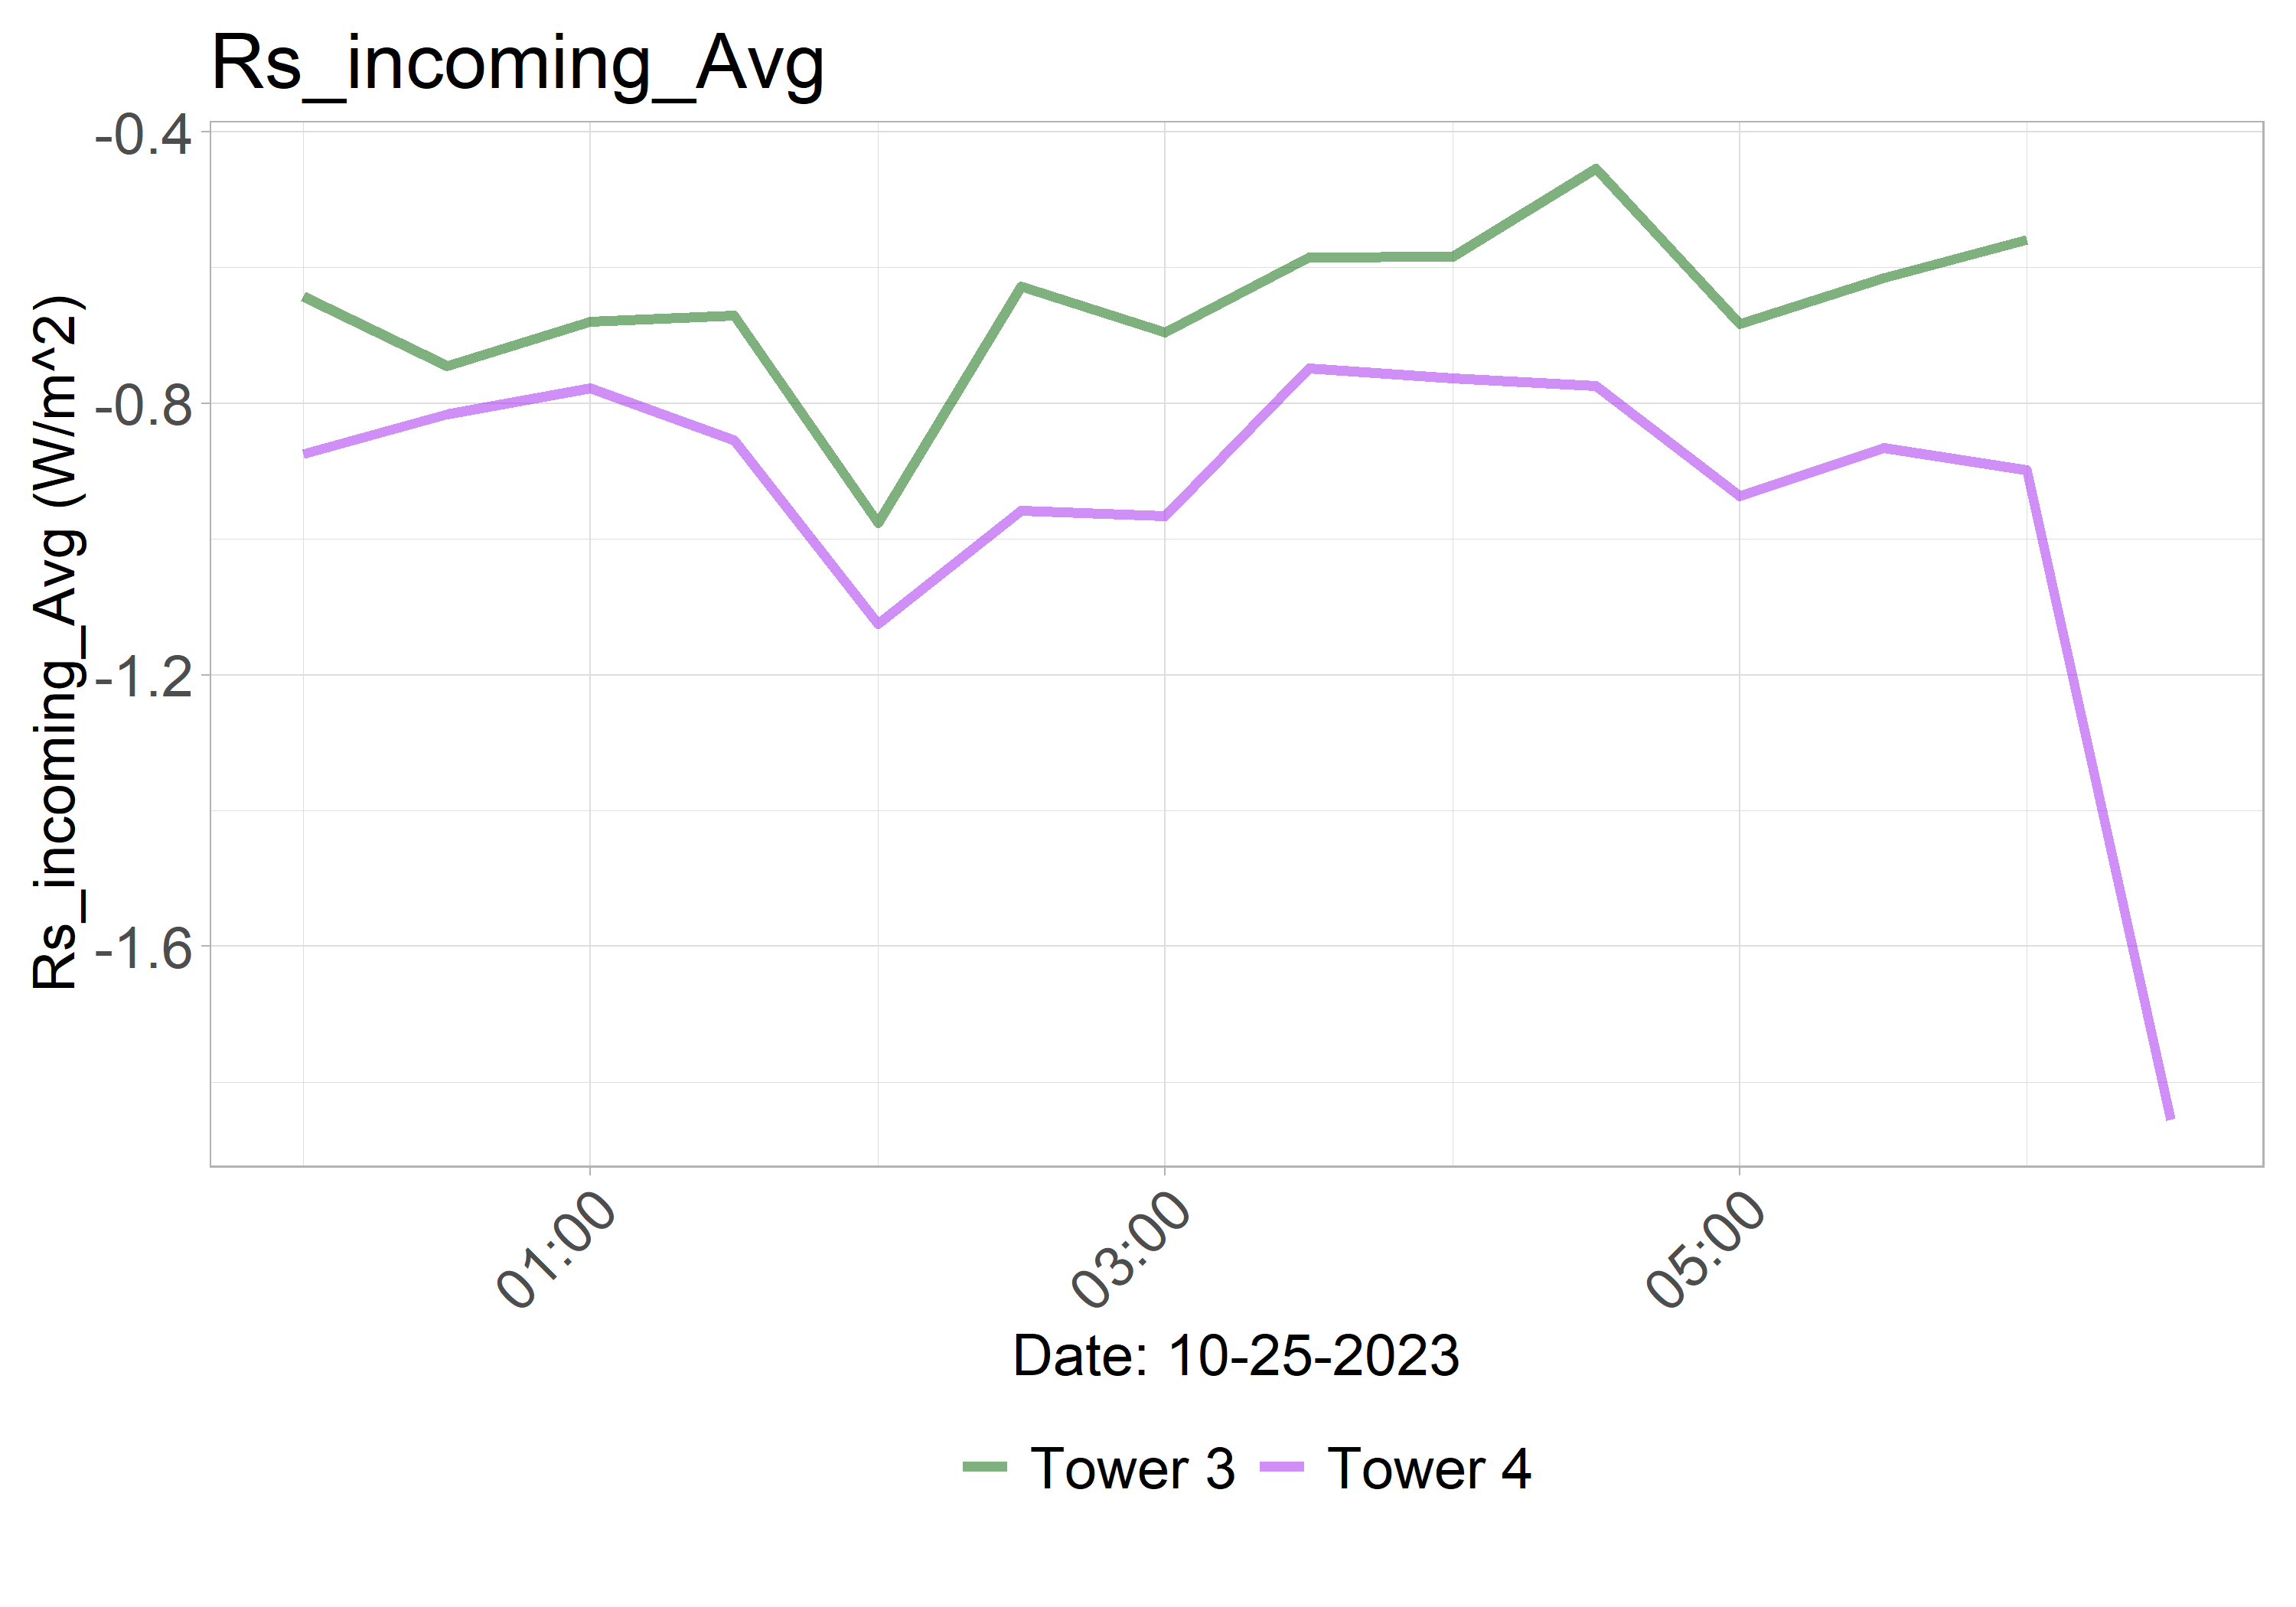 Rs_incoming_Avg
Rs_incoming_Avg (W/m^2)
-0.4
-0.8
-1.2
-1.6
01:00
03:00
05:00
Date: 10-25-2023
Tower 3
Tower 4